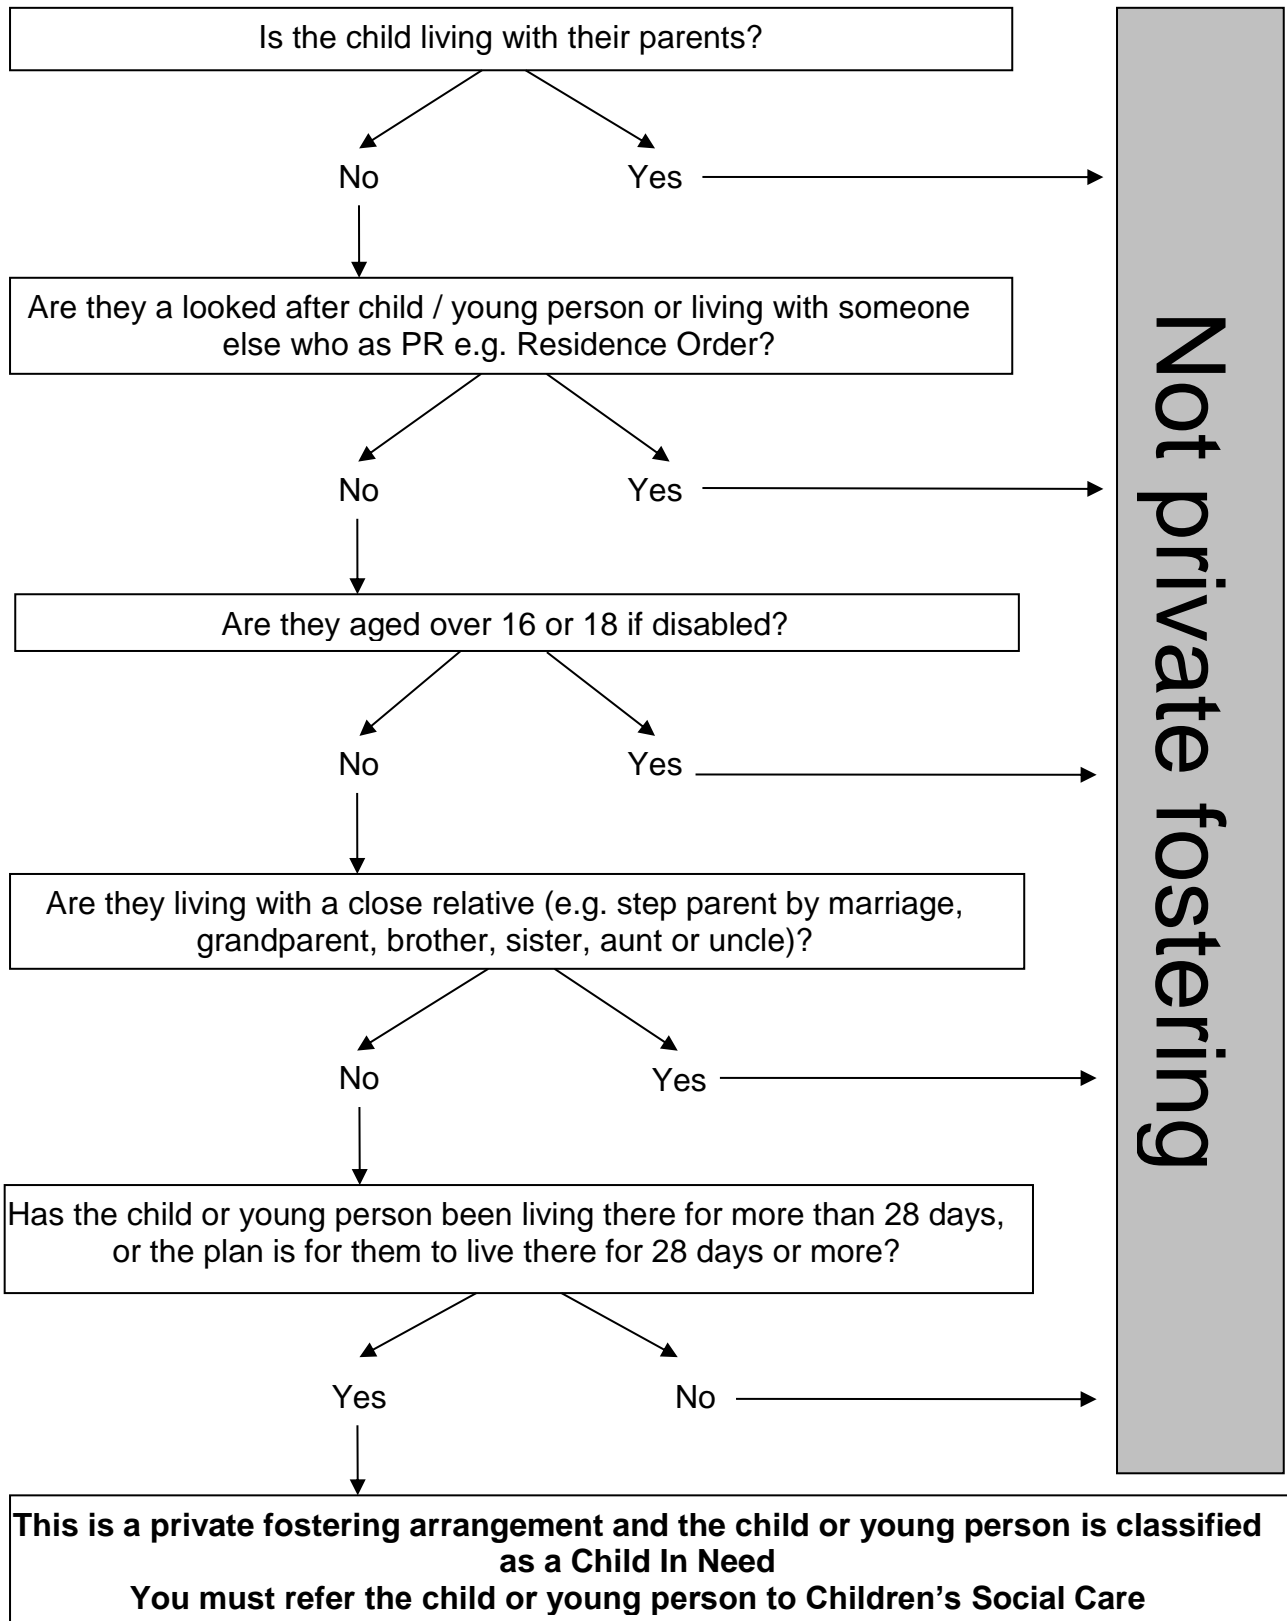 Is the child living with their parents?
No
Yes
Are they a looked after child / young person or living with someone
else who as PR e.g. Residence Order?
No
Yes
Are they aged over 16 or 18 if disabled?
No
Yes
Are they living with a close relative (e.g. step parent by marriage,
grandparent, brother, sister, aunt or uncle)?
No
Yes
Has the child or young person been living there for more than 28 days,
or the plan is for them to live there for 28 days or more?
Yes
No
Not private fostering
This is a private fostering arrangement and the child or young person is classified
as a Child In Need
You must refer the child or young person to Children's Social Care